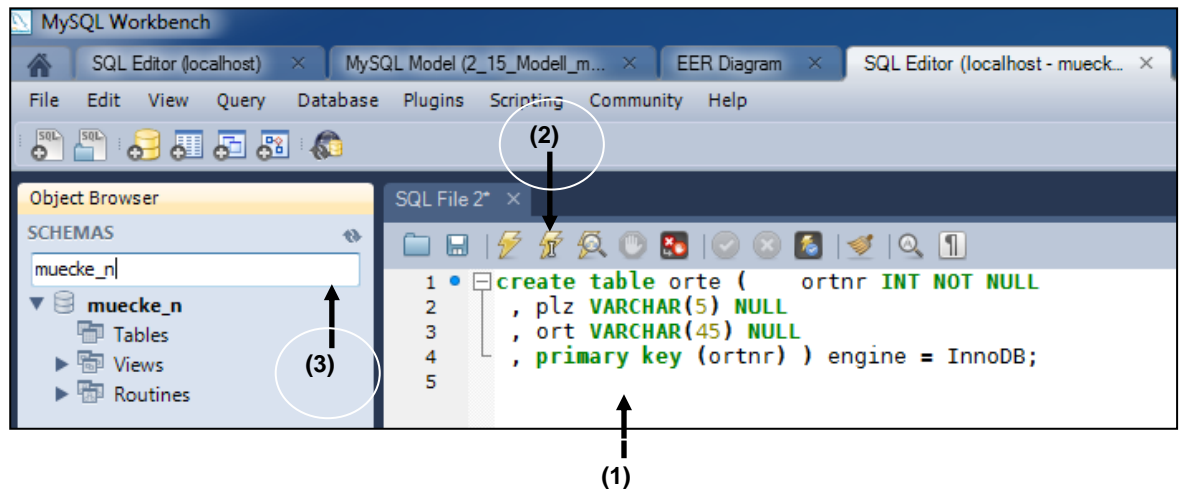 MySQL Workbench
SQL Editor (localhost) × MySQL Model (2_15_Modell_m... × EER Diagram × SQL Editor (localhost - mueck... ×
File Edit View Query Database Plugins Scripting Community Help
SQL SQL
(2)
Object Browser
SQL File 2* ×
SCHEMAS
muecke_n
muecke_n
Tables
Views
Routines
(3)
1 create table orte ( ortnr INT NOT NULL
2 , plz VARCHAR(5) NULL
3 , ort VARCHAR(45) NULL
4 , primary key (ortnr) ) engine = InnoDB;
5
(1)